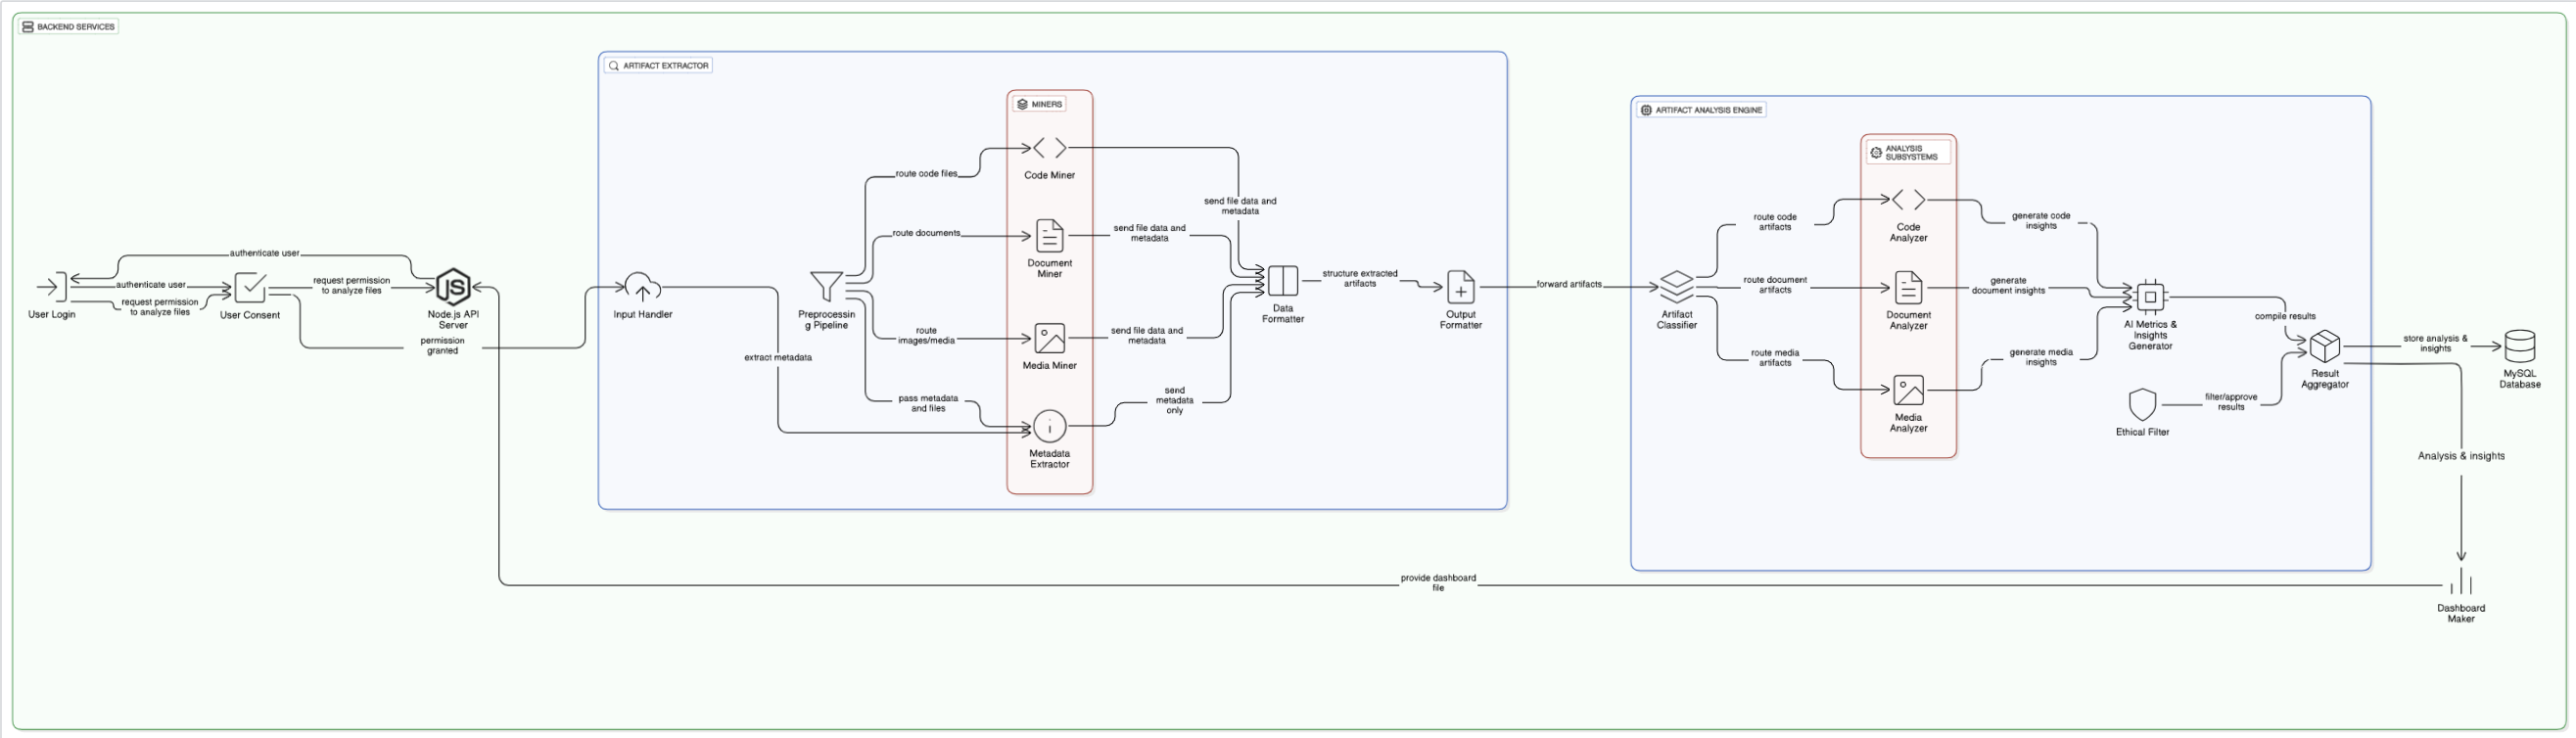 BACKEND SERVICES
ARTIFACT EXTRACTOR
MINERS
ARTIFACT ANALYSIS ENGINE
ANALYSIS
SUBSYSTEMS
authenticate user
authenticate user
request permission
to analyze files
User Login
User Consent
request permission
to analyze files
JS
Node.js API
Server
permission
granted
Input Handler
extract metadata
Preprocessin
g Pipeline
route code files
route documents
route
images/media
pass metadata
and files
Code Miner
Document
Miner
Media Miner
Metadata
Extractor
send file data and
metadata
send file data and
metadata
send file data and
metadata
send
metadata
only
Data
Formatter
structure extracted
artifacts
Output
Formatter
forward artifacts
Artifact
Classifier
route code
artifacts
route document
artifacts
route media
artifacts
Code
Analyzer
Document
Analyzer
Media
Analyzer
generate code
insights
generate
document insights
generate media
insights
AI Metrics &
Insights
Generator
Ethical Filter
compile results
filter/approve
results
Result
Aggregator
store analysis &
insights
MySQL
Database
Analysis & insights
Dashboard
Maker
provide dashboard
file